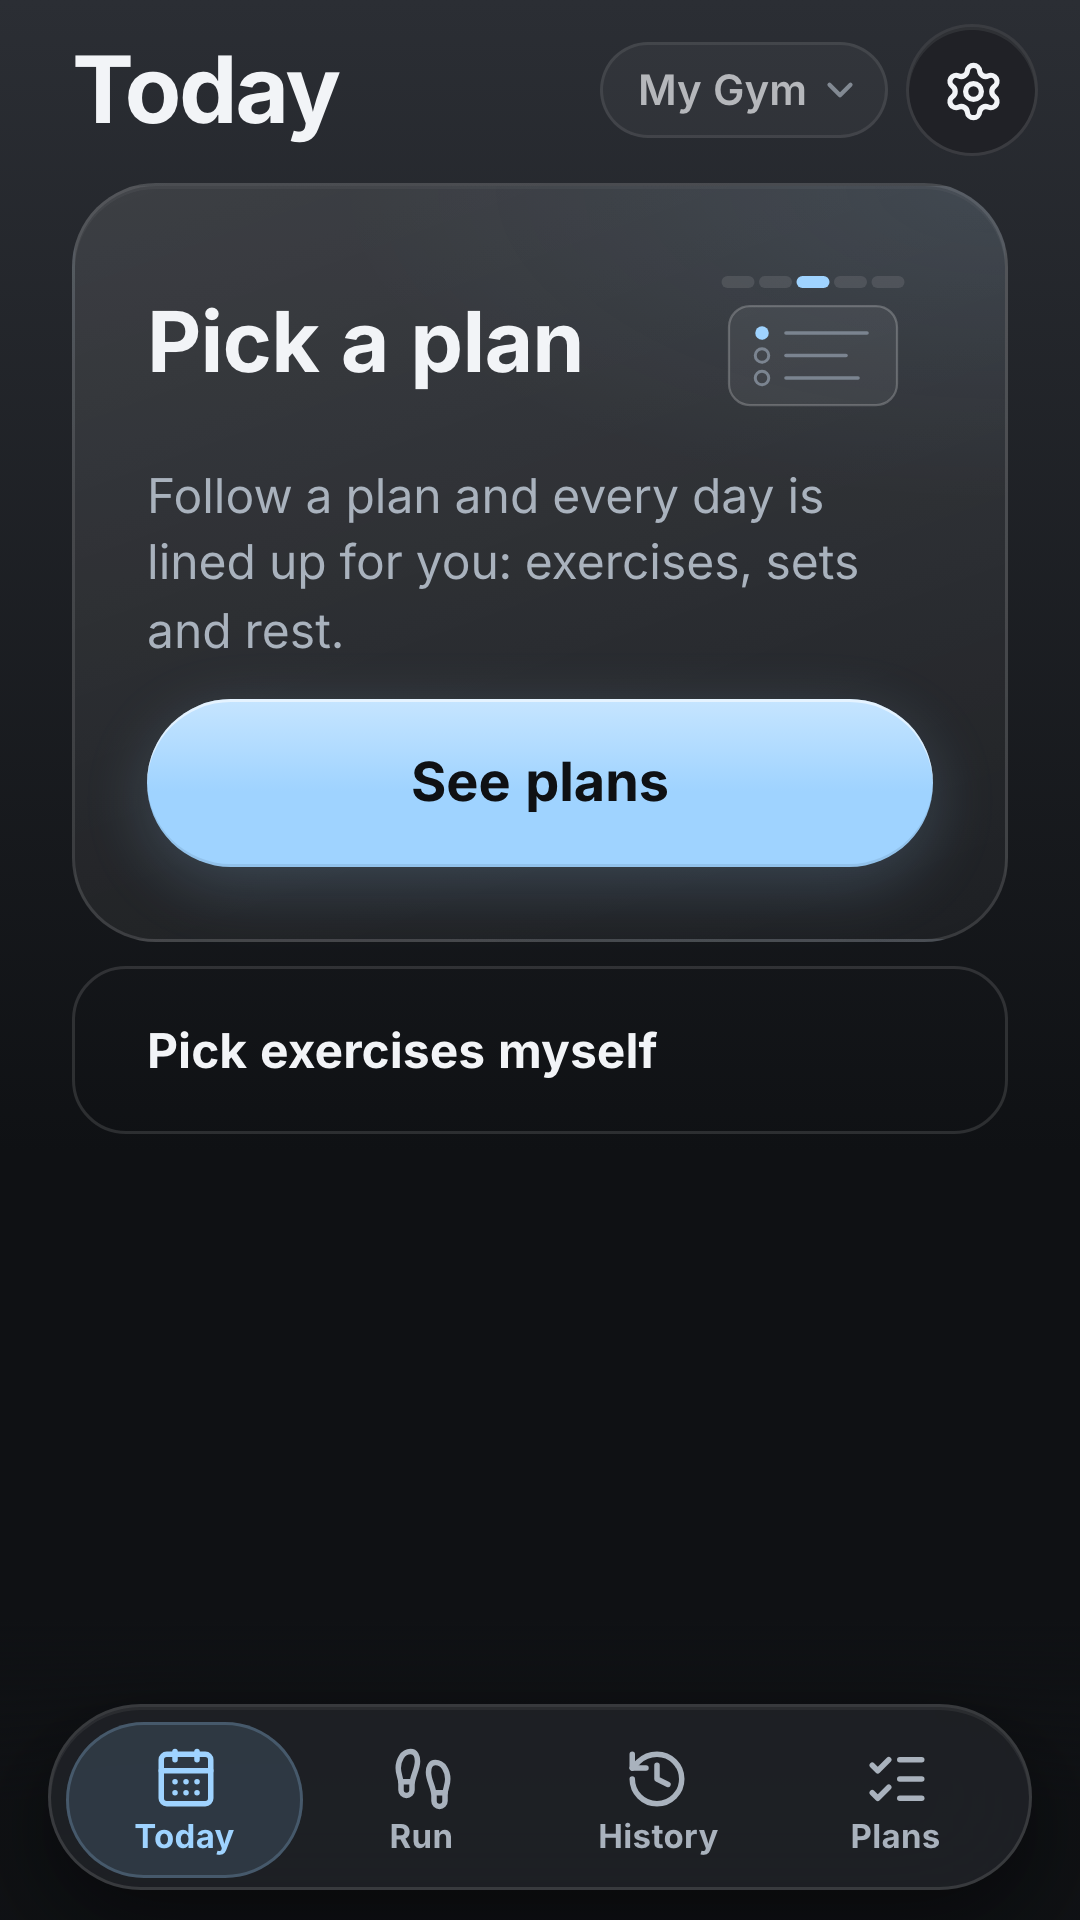 Today
My Gym
Pick a plan
Follow a plan and every day is
lined up for you: exercises, sets
and rest.
See plans
Pick exercises myself
Today
Run
History
Plans